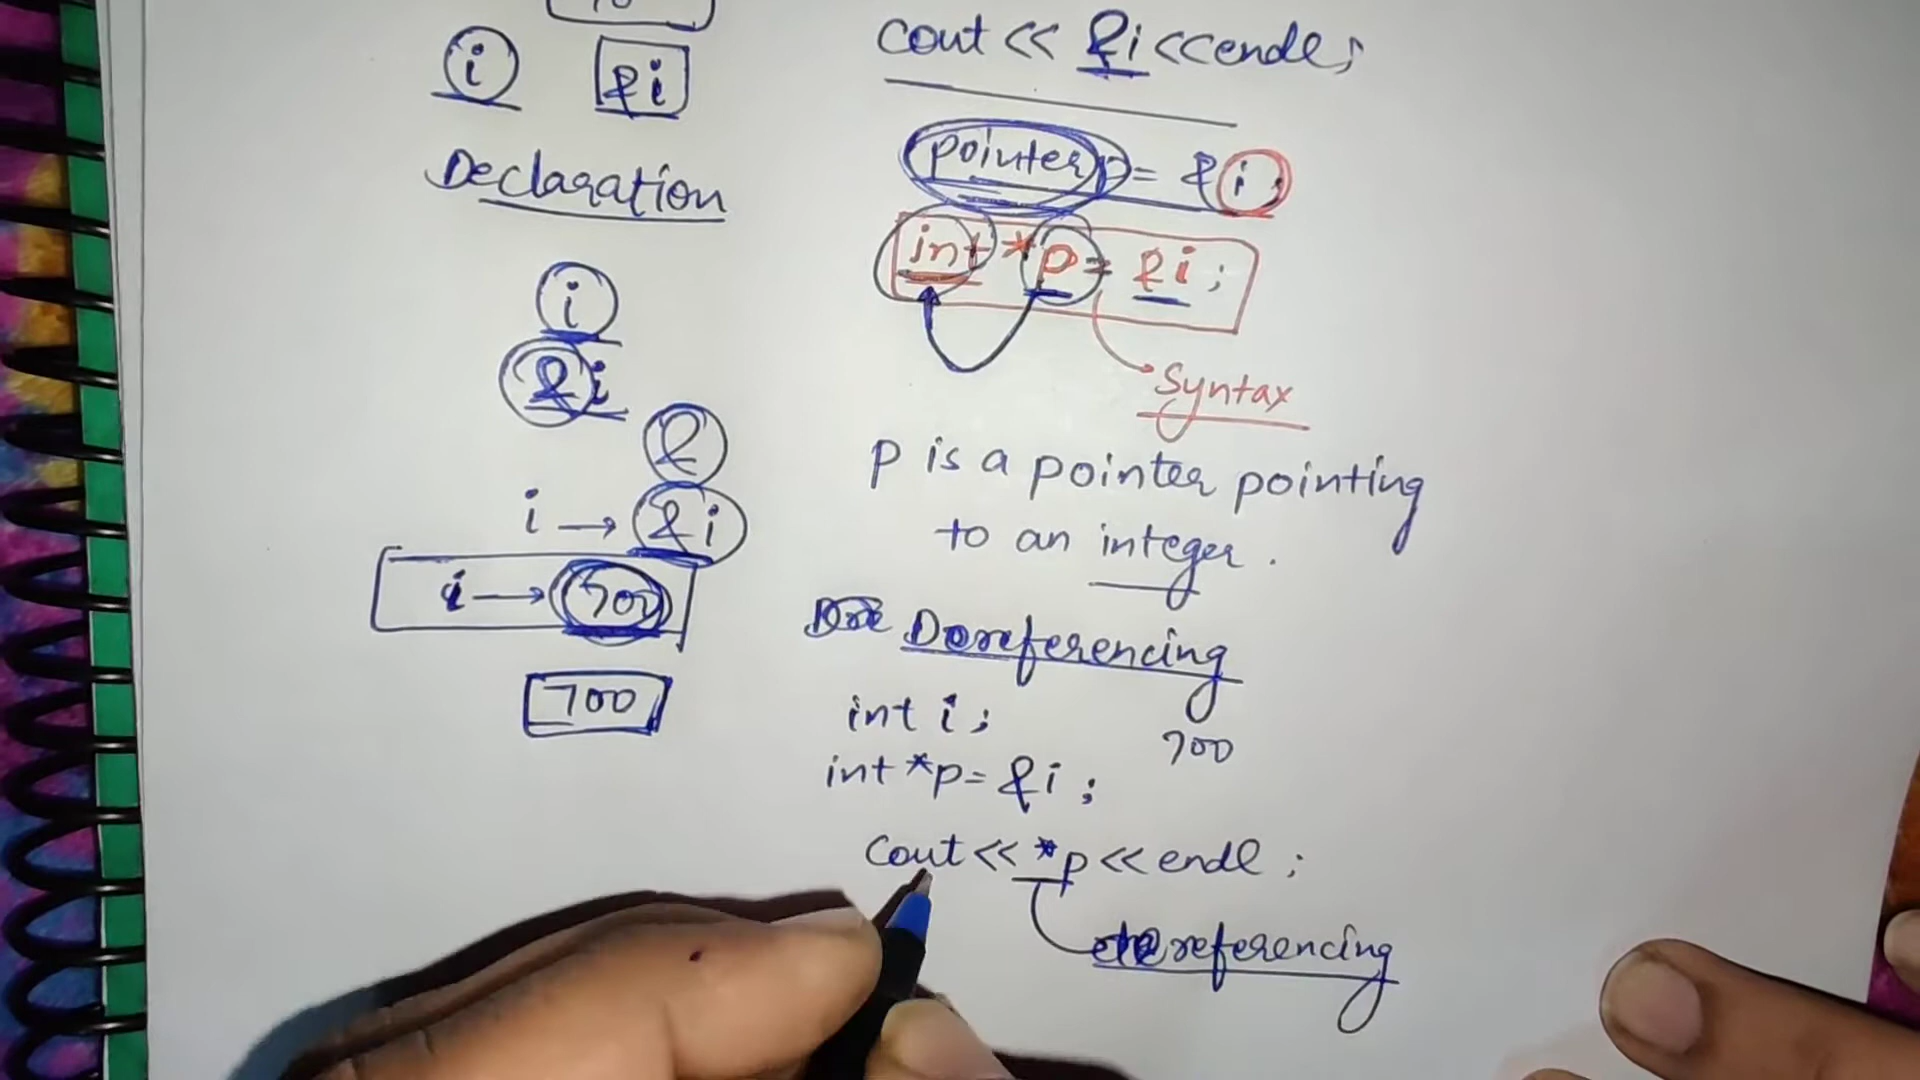 i &i
Declaration
i
&i
&
i → &i
i → 700
700
cout << &i <<endl;
pointer p = &i;
int *p = &i;
Syntax
p is a pointer pointing
to an integer.
Dereferencing
int i; 700
int *p= &i;
Cout << *p << endl;
dereferencing